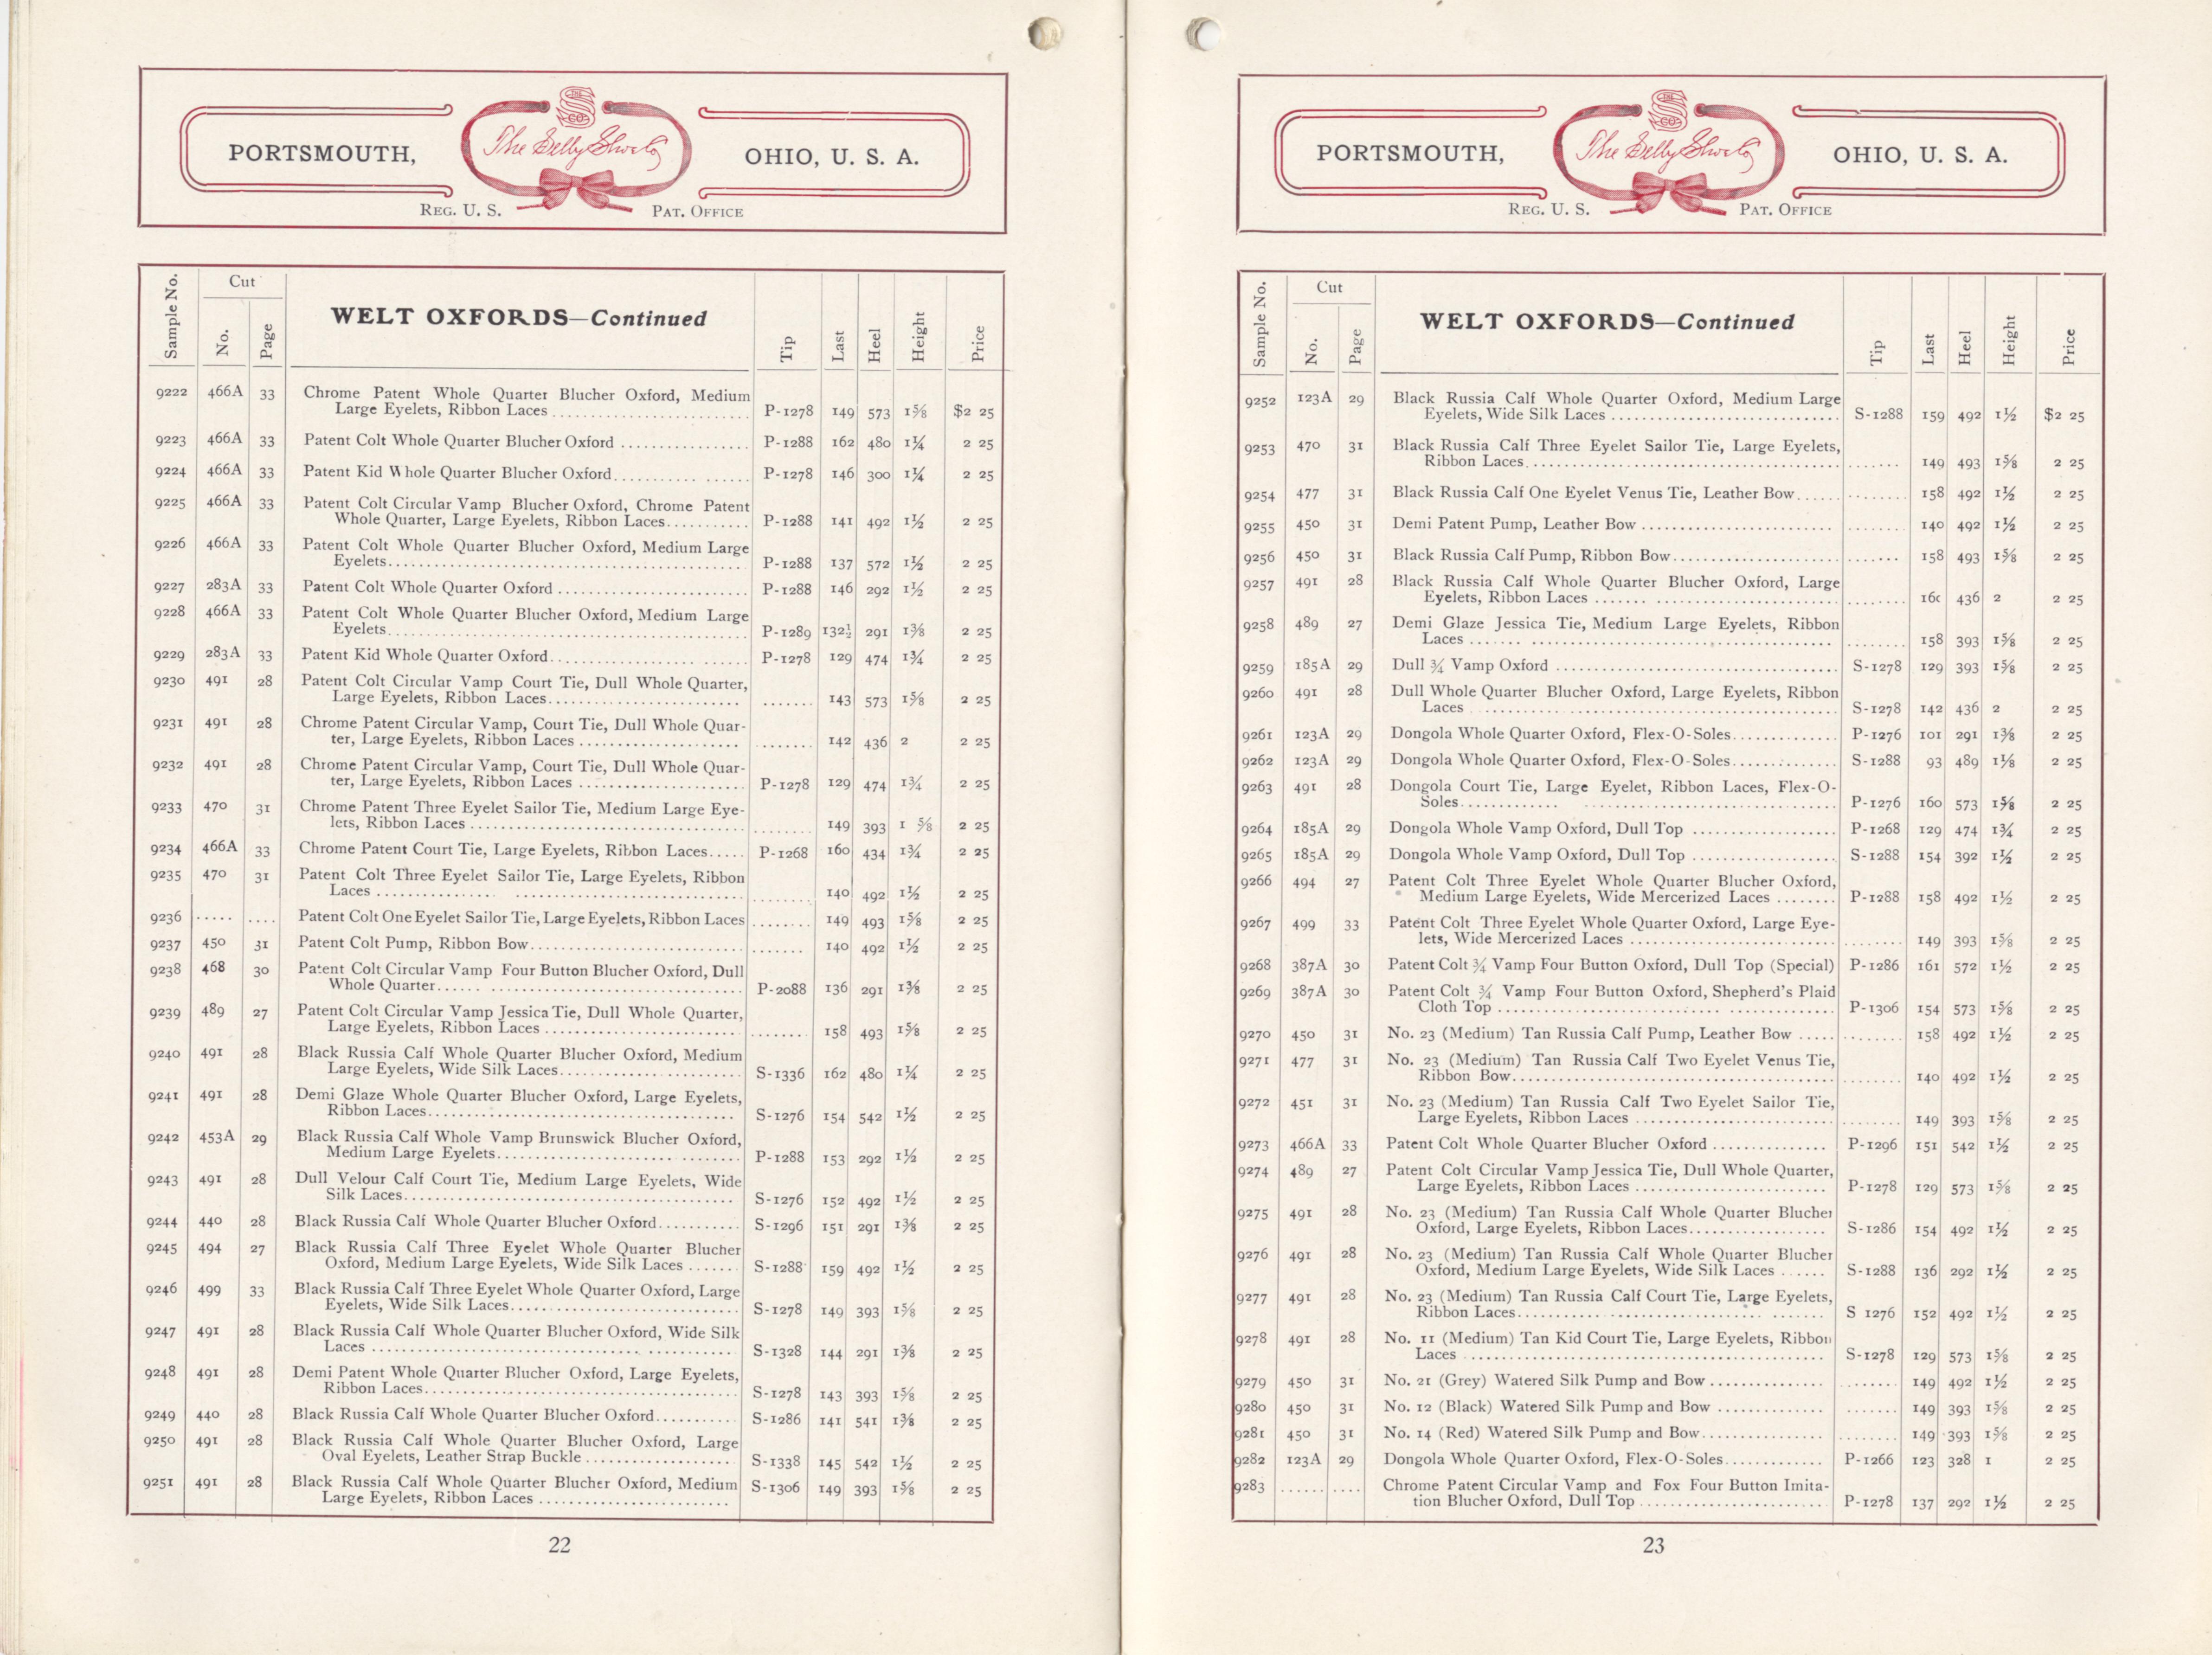 PORTSMOUTH, THE S CO. The Selby Shoe Co OHIO, U. S. A.
REG. U. S. PAT. OFFICE
Sample No. Cut No. Page WELT OXFORDS—Continued Tip Last Heel Height Price
9222 466A 33 Chrome Patent Whole Quarter Blucher Oxford, Medium
Large Eyelets, Ribbon Laces P-1278 149 573 1⅝ $2 25
9223 466A 33 Patent Colt Whole Quarter Blucher Oxford P-1288 162 480 1¼ 2 25
9224 466A 33 Patent Kid Whole Quarter Blucher Oxford P-1278 146 300 1¼ 2 25
9225 466A 33 Patent Colt Circular Vamp Blucher Oxford, Chrome Patent
Whole Quarter, Large Eyelets, Ribbon Laces P-1288 141 492 1½ 2 25
9226 466A 33 Patent Colt Whole Quarter Blucher Oxford, Medium Large
Eyelets P-1288 137 572 1½ 2 25
9227 283A 33 Patent Colt Whole Quarter Oxford P-1288 146 292 1½ 2 25
9228 466A 33 Patent Colt Whole Quarter Blucher Oxford, Medium Large
Eyelets P-1289 132½ 291 1⅜ 2 25
9229 283A 33 Patent Kid Whole Quarter Oxford P-1278 129 474 1¾ 2 25
9230 491 28 Patent Colt Circular Vamp Court Tie, Dull Whole Quarter,
Large Eyelets, Ribbon Laces 143 573 1⅝ 2 25
9231 491 28 Chrome Patent Circular Vamp, Court Tie, Dull Whole Quar-
ter, Large Eyelets, Ribbon Laces 142 436 2 2 25
9232 491 28 Chrome Patent Circular Vamp, Court Tie, Dull Whole Quar-
ter, Large Eyelets, Ribbon Laces P-1278 129 474 1¾ 2 25
9233 470 31 Chrome Patent Three Eyelet Sailor Tie, Medium Large Eye-
lets, Ribbon Laces 149 393 1 ⅝ 2 25
9234 466A 33 Chrome Patent Court Tie, Large Eyelets, Ribbon Laces P-1268 160 434 1¾ 2 25
9235 470 31 Patent Colt Three Eyelet Sailor Tie, Large Eyelets, Ribbon
Laces 140 492 1½ 2 25
9236 Patent Colt One Eyelet Sailor Tie, Large Eyelets, Ribbon Laces 149 493 1⅝ 2 25
9237 450 31 Patent Colt Pump, Ribbon Bow 140 492 1½ 2 25
9238 468 30 Patent Colt Circular Vamp Four Button Blucher Oxford, Dull
Whole Quarter P-2088 136 291 1⅜ 2 25
9239 489 27 Patent Colt Circular Vamp Jessica Tie, Dull Whole Quarter,
Large Eyelets, Ribbon Laces 158 493 1⅝ 2 25
9240 491 28 Black Russia Calf Whole Quarter Blucher Oxford, Medium
Large Eyelets, Wide Silk Laces S-1336 162 480 1¼ 2 25
9241 491 28 Demi Glaze Whole Quarter Blucher Oxford, Large Eyelets,
Ribbon Laces S-1276 154 542 1½ 2 25
9242 453A 29 Black Russia Calf Whole Vamp Brunswick Blucher Oxford,
Medium Large Eyelets P-1288 153 292 1½ 2 25
9243 491 28 Dull Velour Calf Court Tie, Medium Large Eyelets, Wide
Silk Laces S-1276 152 492 1½ 2 25
9244 440 28 Black Russia Calf Whole Quarter Blucher Oxford S-1296 151 291 1⅜ 2 25
9245 494 27 Black Russia Calf Three Eyelet Whole Quarter Blucher
Oxford, Medium Large Eyelets, Wide Silk Laces S-1288 159 492 1½ 2 25
9246 499 33 Black Russia Calf Three Eyelet Whole Quarter Oxford, Large
Eyelets, Wide Silk Laces S-1278 149 393 1⅝ 2 25
9247 491 28 Black Russia Calf Whole Quarter Blucher Oxford, Wide Silk
Laces S-1328 144 291 1⅜ 2 25
9248 491 28 Demi Patent Whole Quarter Blucher Oxford, Large Eyelets,
Ribbon Laces S-1278 143 393 1⅝ 2 25
9249 440 28 Black Russia Calf Whole Quarter Blucher Oxford S-1286 141 541 1⅜ 2 25
9250 491 28 Black Russia Calf Whole Quarter Blucher Oxford, Large
Oval Eyelets, Leather Strap Buckle S-1338 145 542 1½ 2 25
9251 491 28 Black Russia Calf Whole Quarter Blucher Oxford, Medium
Large Eyelets, Ribbon Laces S-1306 149 393 1⅝ 2 25
22
PORTSMOUTH, THE S CO. The Selby Shoe Co OHIO, U. S. A.
REG. U. S. PAT. OFFICE
Sample No. Cut No. Page WELT OXFORDS—Continued Tip Last Heel Height Price
9252 123A 29 Black Russia Calf Whole Quarter Oxford, Medium Large
Eyelets, Wide Silk Laces S-1288 159 492 1½ $2 25
9253 470 31 Black Russia Calf Three Eyelet Sailor Tie, Large Eyelets,
Ribbon Laces 149 493 1⅝ 2 25
9254 477 31 Black Russia Calf One Eyelet Venus Tie, Leather Bow 158 492 1½ 2 25
9255 450 31 Demi Patent Pump, Leather Bow 140 492 1½ 2 25
9256 450 31 Black Russia Calf Pump, Ribbon Bow 158 493 1⅝ 2 25
9257 491 28 Black Russia Calf Whole Quarter Blucher Oxford, Large
Eyelets, Ribbon Laces 160 436 2 2 25
9258 489 27 Demi Glaze Jessica Tie, Medium Large Eyelets, Ribbon
Laces 158 393 1⅝ 2 25
9259 185A 29 Dull ¾ Vamp Oxford S-1278 129 393 1⅝ 2 25
9260 491 28 Dull Whole Quarter Blucher Oxford, Large Eyelets, Ribbon
Laces S-1278 142 436 2 2 25
9261 123A 29 Dongola Whole Quarter Oxford, Flex-O-Soles P-1276 101 291 1⅜ 2 25
9262 123A 29 Dongola Whole Quarter Oxford, Flex-O-Soles S-1288 93 489 1⅛ 2 25
9263 491 28 Dongola Court Tie, Large Eyelet, Ribbon Laces, Flex-O-
Soles P-1276 160 573 1⅝ 2 25
9264 185A 29 Dongola Whole Vamp Oxford, Dull Top P-1268 129 474 1¾ 2 25
9265 185A 29 Dongola Whole Vamp Oxford, Dull Top S-1288 154 392 1½ 2 25
9266 494 27 Patent Colt Three Eyelet Whole Quarter Blucher Oxford,
Medium Large Eyelets, Wide Mercerized Laces P-1288 158 492 1½ 2 25
9267 499 33 Patent Colt Three Eyelet Whole Quarter Oxford, Large Eye-
lets, Wide Mercerized Laces 149 393 1⅝ 2 25
9268 387A 30 Patent Colt ¾ Vamp Four Button Oxford, Dull Top (Special) P-1286 161 572 1½ 2 25
9269 387A 30 Patent Colt ¾ Vamp Four Button Oxford, Shepherd's Plaid
Cloth Top P-1306 154 573 1⅝ 2 25
9270 450 31 No. 23 (Medium) Tan Russia Calf Pump, Leather Bow 158 492 1½ 2 25
9271 477 31 No. 23 (Medium) Tan Russia Calf Two Eyelet Venus Tie,
Ribbon Bow 140 492 1½ 2 25
9272 451 31 No. 23 (Medium) Tan Russia Calf Two Eyelet Sailor Tie,
Large Eyelets, Ribbon Laces 149 393 1⅝ 2 25
9273 466A 33 Patent Colt Whole Quarter Blucher Oxford P-1296 151 542 1½ 2 25
9274 489 27 Patent Colt Circular Vamp Jessica Tie, Dull Whole Quarter,
Large Eyelets, Ribbon Laces P-1278 129 573 1⅝ 2 25
9275 491 28 No. 23 (Medium) Tan Russia Calf Whole Quarter Blucher
Oxford, Large Eyelets, Ribbon Laces S-1286 154 492 1½ 2 25
9276 491 28 No. 23 (Medium) Tan Russia Calf Whole Quarter Blucher
Oxford, Medium Large Eyelets, Wide Silk Laces S-1288 136 292 1½ 2 25
9277 491 28 No. 23 (Medium) Tan Russia Calf Court Tie, Large Eyelets,
Ribbon Laces S 1276 152 492 1½ 2 25
9278 491 28 No. 11 (Medium) Tan Kid Court Tie, Large Eyelets, Ribbon
Laces S-1278 129 573 1⅝ 2 25
9279 450 31 No. 21 (Grey) Watered Silk Pump and Bow 149 492 1½ 2 25
9280 450 31 No. 12 (Black) Watered Silk Pump and Bow 149 393 1⅝ 2 25
9281 450 31 No. 14 (Red) Watered Silk Pump and Bow 149 393 1⅝ 2 25
9282 123A 29 Dongola Whole Quarter Oxford, Flex-O-Soles P-1266 123 328 1 2 25
9283 Chrome Patent Circular Vamp and Fox Four Button Imita-
tion Blucher Oxford, Dull Top P-1278 137 292 1½ 2 25
23